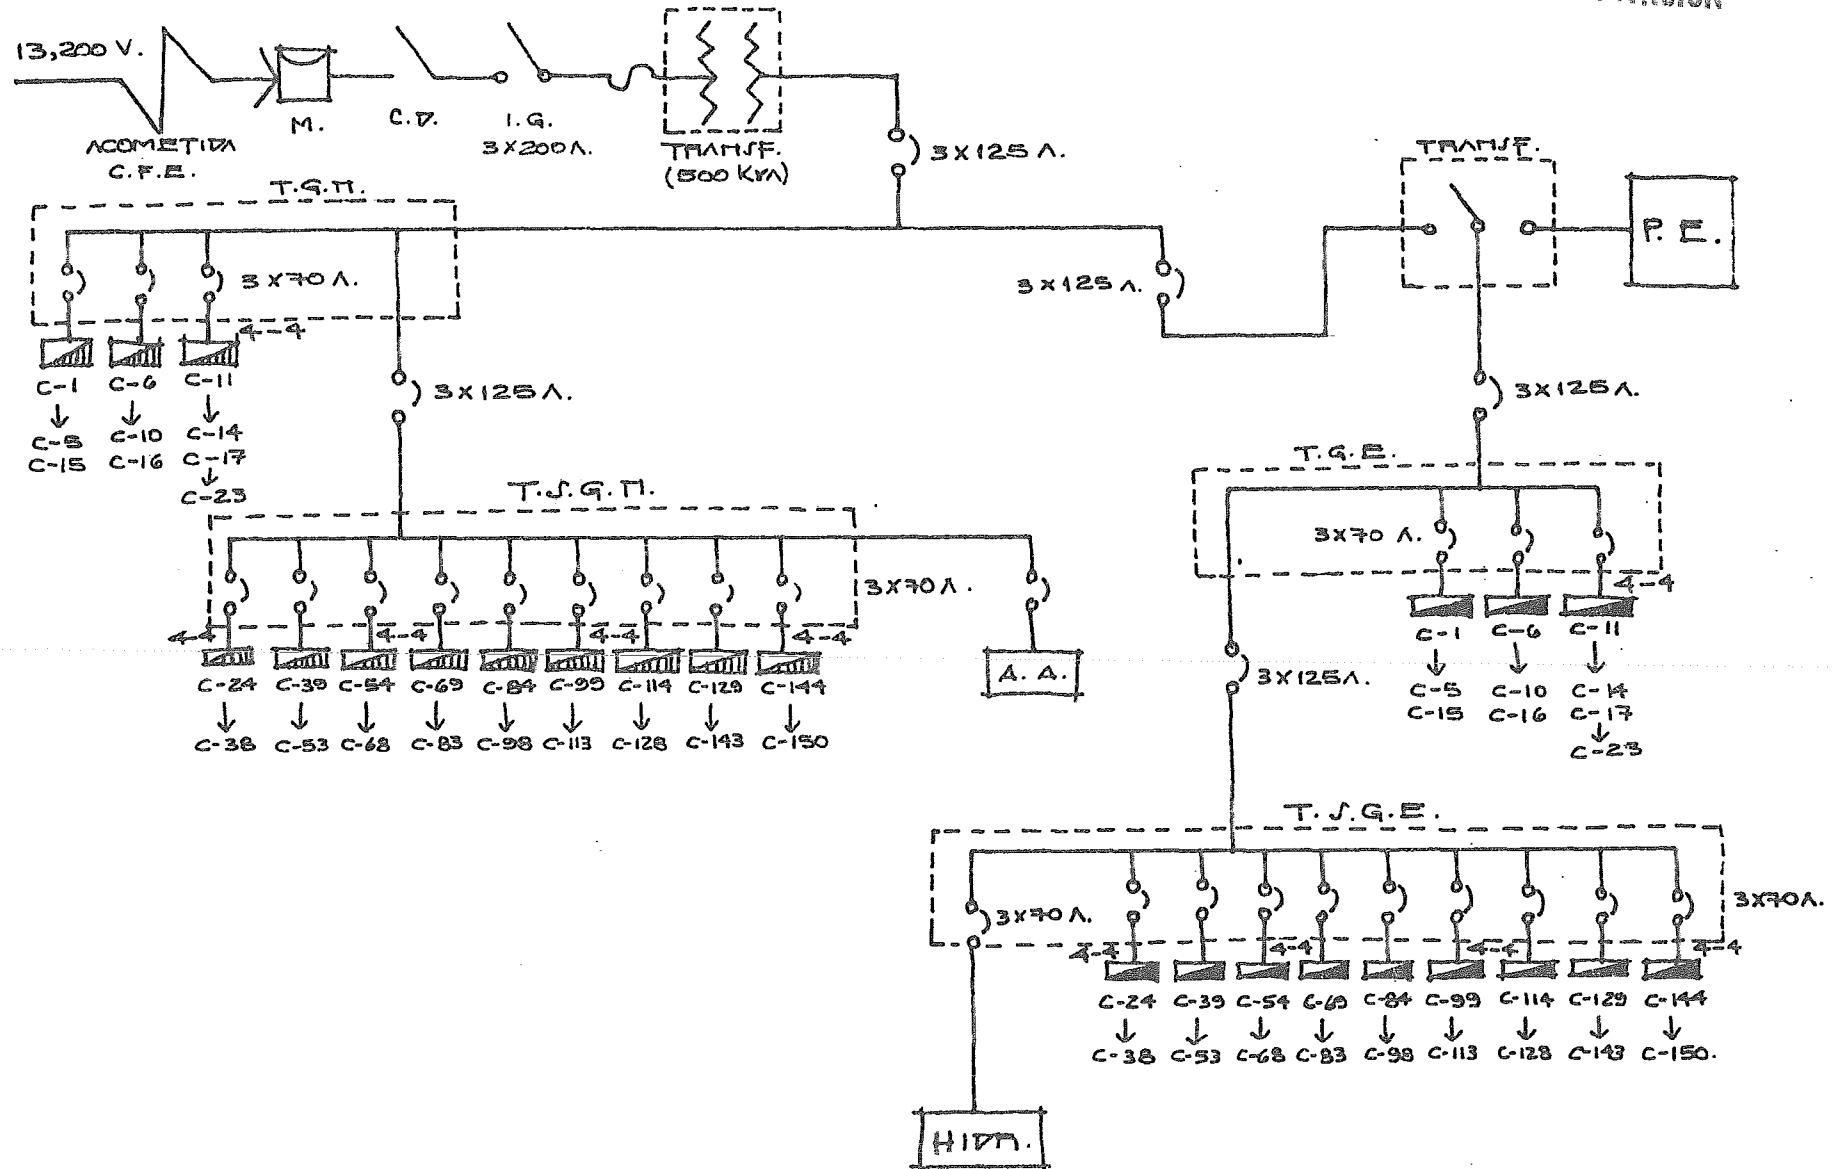 13,200 V.
ACOMETIDA
C.F.E.
M.
C.D.
I.G.
3X200A.
TRANSF.
(500 KVA)
3X125 A.
TRANSF.
P. E.
T.G.N.
3X70A.
4-4
C-1
C-6
C-11
C-5
C-15
C-10
C-16
C-14
C-17
C-23
3X125 A.
3X125A.
3X125A.
T.G.E.
3X70 A.
4-4
C-1
C-6
C-11
C-5
C-15
C-10
C-16
C-14
C-17
C-23
T.S.G.N.
3X70A.
4-4
4-4
4-4
4-4
C-24 C-39 C-54 C-69 C-84 C-99 C-114 C-129 C-144
C-38 C-53 C-68 C-83 C-98 C-113 C-128 C-143 C-150
A. A.
3X125A.
T.S.G.E.
3X70 A.
3X70A.
4-4
4-4
4-4
4-4
C-24 C-39 C-54 C-69 C-84 C-99 C-114 C-129 C-144
C-38 C-53 C-68 C-83 C-98 C-113 C-128 C-143 C-150.
HIDR.